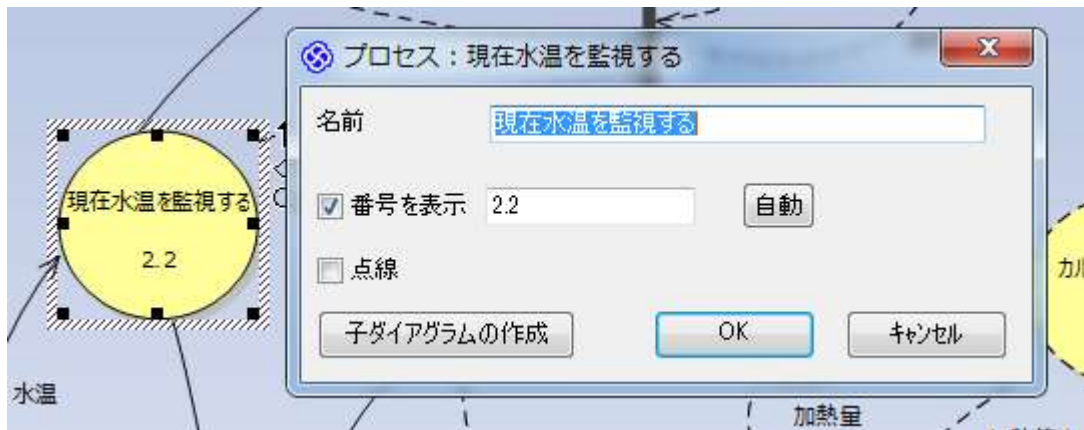 プロセス:現在水温を監視する
名前
現在水温を監視する
番号を表示
2.2
自動
点線
子ダイアグラムの作成
OK
キャンセル
現在水温を監視する
2.2
水温
加熱量